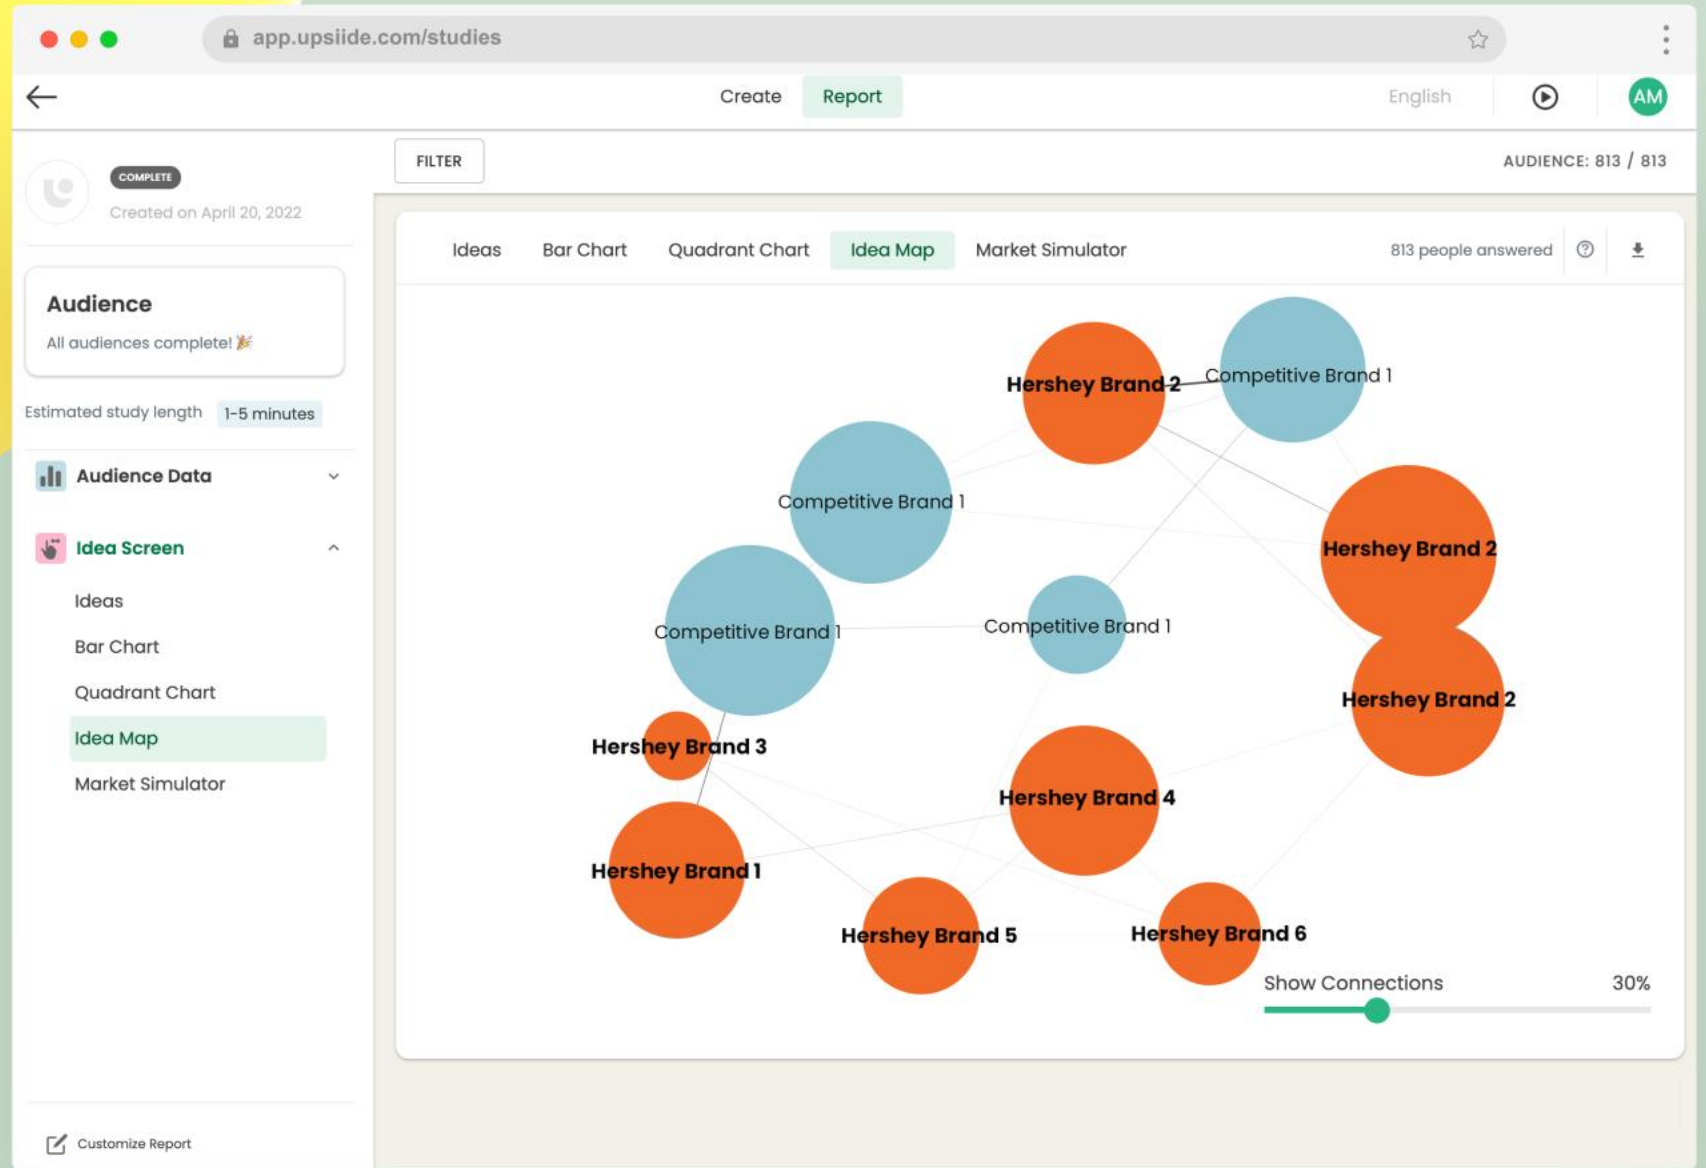 app.upsiide.com/studies
Create
Report
English
AM
COMPLETE
Created on April 20, 2022
FILTER
AUDIENCE: 813 / 813
Audience
All audiences complete!
Estimated study length 1-5 minutes
Audience Data
Idea Screen
Ideas
Bar Chart
Quadrant Chart
Idea Map
Market Simulator
Customize Report
Ideas
Bar Chart
Quadrant Chart
Idea Map
Market Simulator
813 people answered
Hershey Brand 2
Competitive Brand 1
Competitive Brand 1
Hershey Brand 2
Competitive Brand 1
Competitive Brand 1
Hershey Brand 2
Hershey Brand 3
Hershey Brand 4
Hershey Brand 1
Hershey Brand 5
Hershey Brand 6
Show Connections
30%